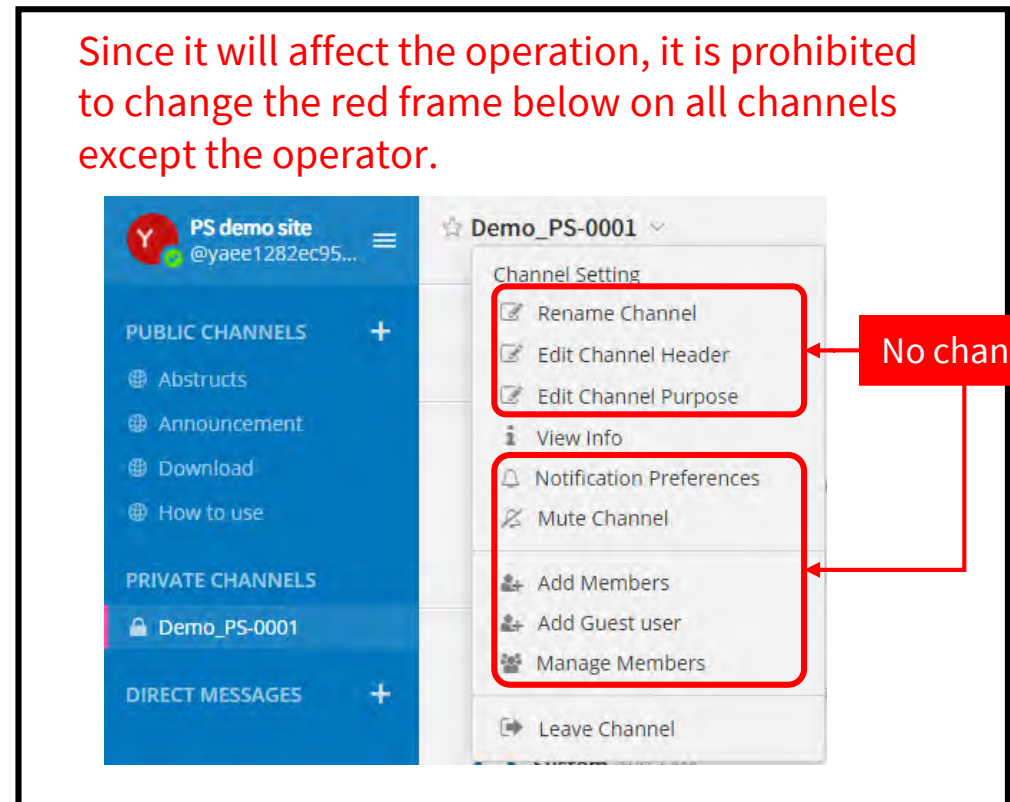 Since it will affect the operation, it is prohibited
to change the red frame below on all channels
except the operator.
Y
PS demo site
@yaee1282ec95...
PUBLIC CHANNELS +
Abstructs
Announcement
Download
How to use
PRIVATE CHANNELS
Demo_PS-0001
DIRECT MESSAGES +
Demo_PS-0001
Channel Setting
Rename Channel
Edit Channel Header
Edit Channel Purpose
View Info
Notification Preferences
Mute Channel
Add Members
Add Guest user
Manage Members
Leave Channel
No chan